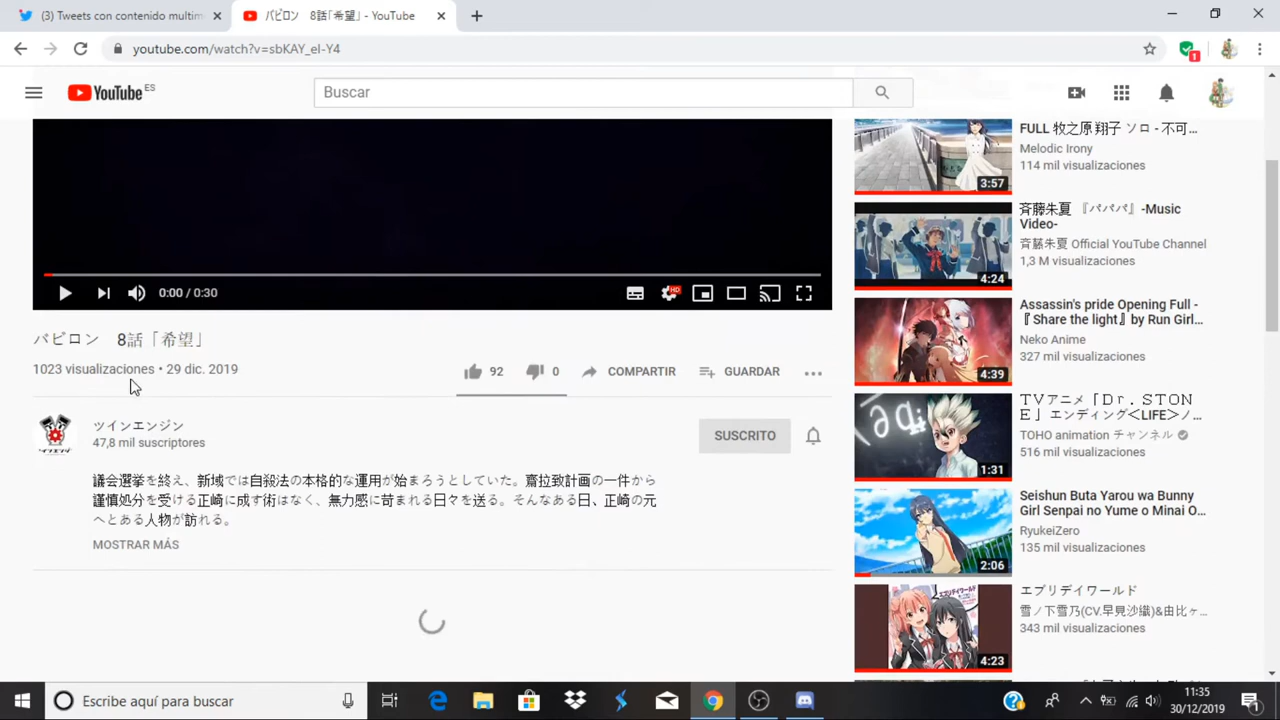 (3) Tweets con contenido multim
バビロン 8話「希望」 - YouTube
youtube.com/watch?v=sbKAY_eI-Y4
1
YouTube ES
Buscar
0:00 / 0:30
HD
バビロン 8話「希望」
1023 visualizaciones • 29 dic. 2019
92
0
COMPARTIR
GUARDAR
ツインエンジン
47,8 mil suscriptores
SUSCRITO
議会選挙を終え、新域では自殺法の本格的な運用が始まろうとしていた。齋拉致計画の一件から
謹慎処分を受ける正崎に成す術はなく、無力感に苛まれる日々を送る。そんなある日、正崎の元
へとある人物が訪れる。
MOSTRAR MÁS
FULL 牧之原翔子 ソロ - 不可...
Melodic Irony
114 mil visualizaciones
3:57
斉藤朱夏 『パパパ』-Music
Video-
斉藤朱夏 Official YouTube Channel
1,3 M visualizaciones
4:24
Assassin's pride Opening Full -
『Share the light』by Run Girl...
Neko Anime
327 mil visualizaciones
4:39
TVアニメ「Dr．STON
E」エンディング<LIFE>ノ...
TOHO animation チャンネル
516 mil visualizaciones
1:31
Seishun Buta Yarou wa Bunny
Girl Senpai no Yume o Minai O...
RyukeiZero
135 mil visualizaciones
2:06
エブリデイワールド
雪ノ下雪乃(CV.早見沙織)&由比ヶ...
343 mil visualizaciones
4:23
Escribe aquí para buscar
11:35
30/12/2019
1